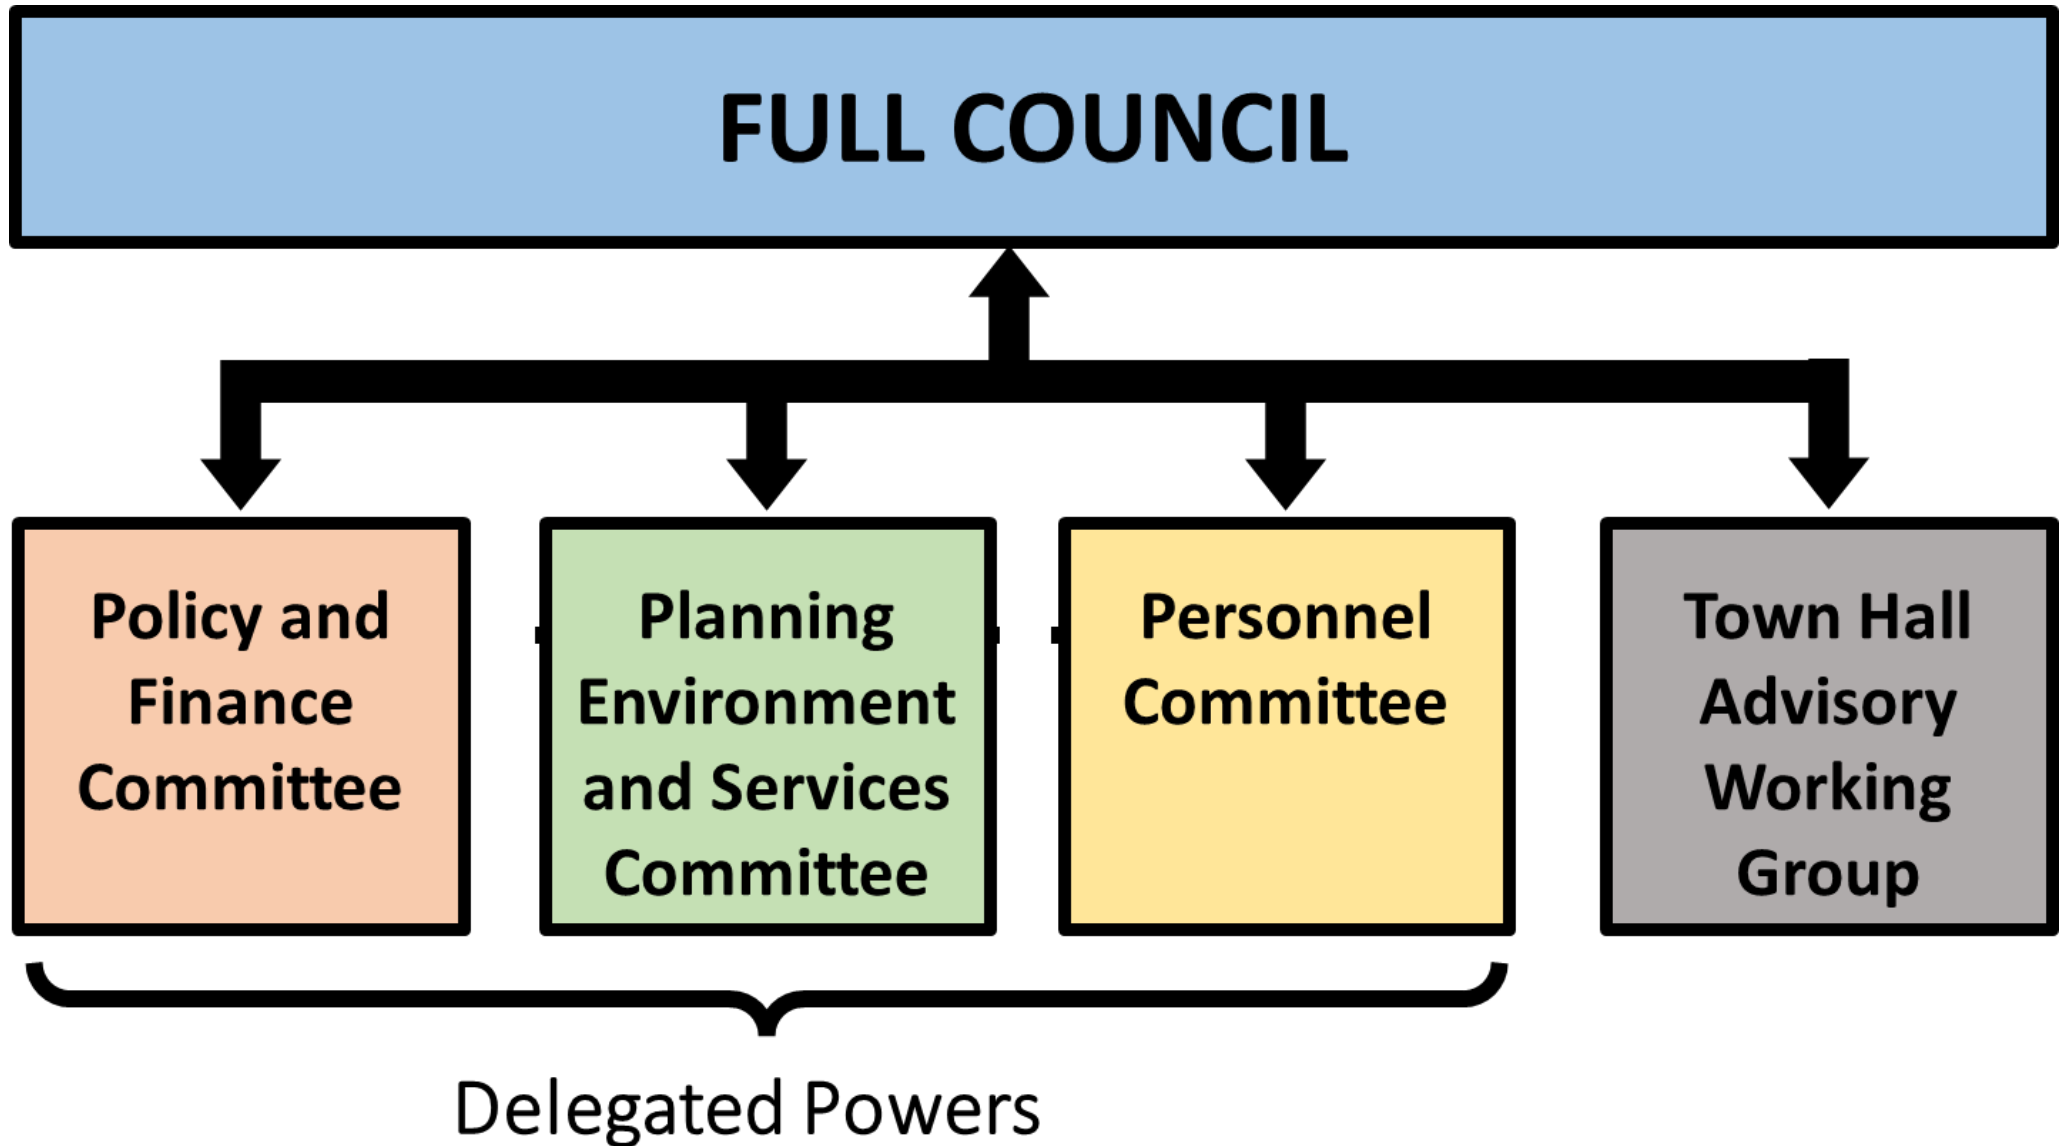 FULL COUNCIL
Policy and
Finance
Committee
Planning
Environment
and Services
Committee
Personnel
Committee
Town Hall
Advisory
Working
Group
Delegated Powers